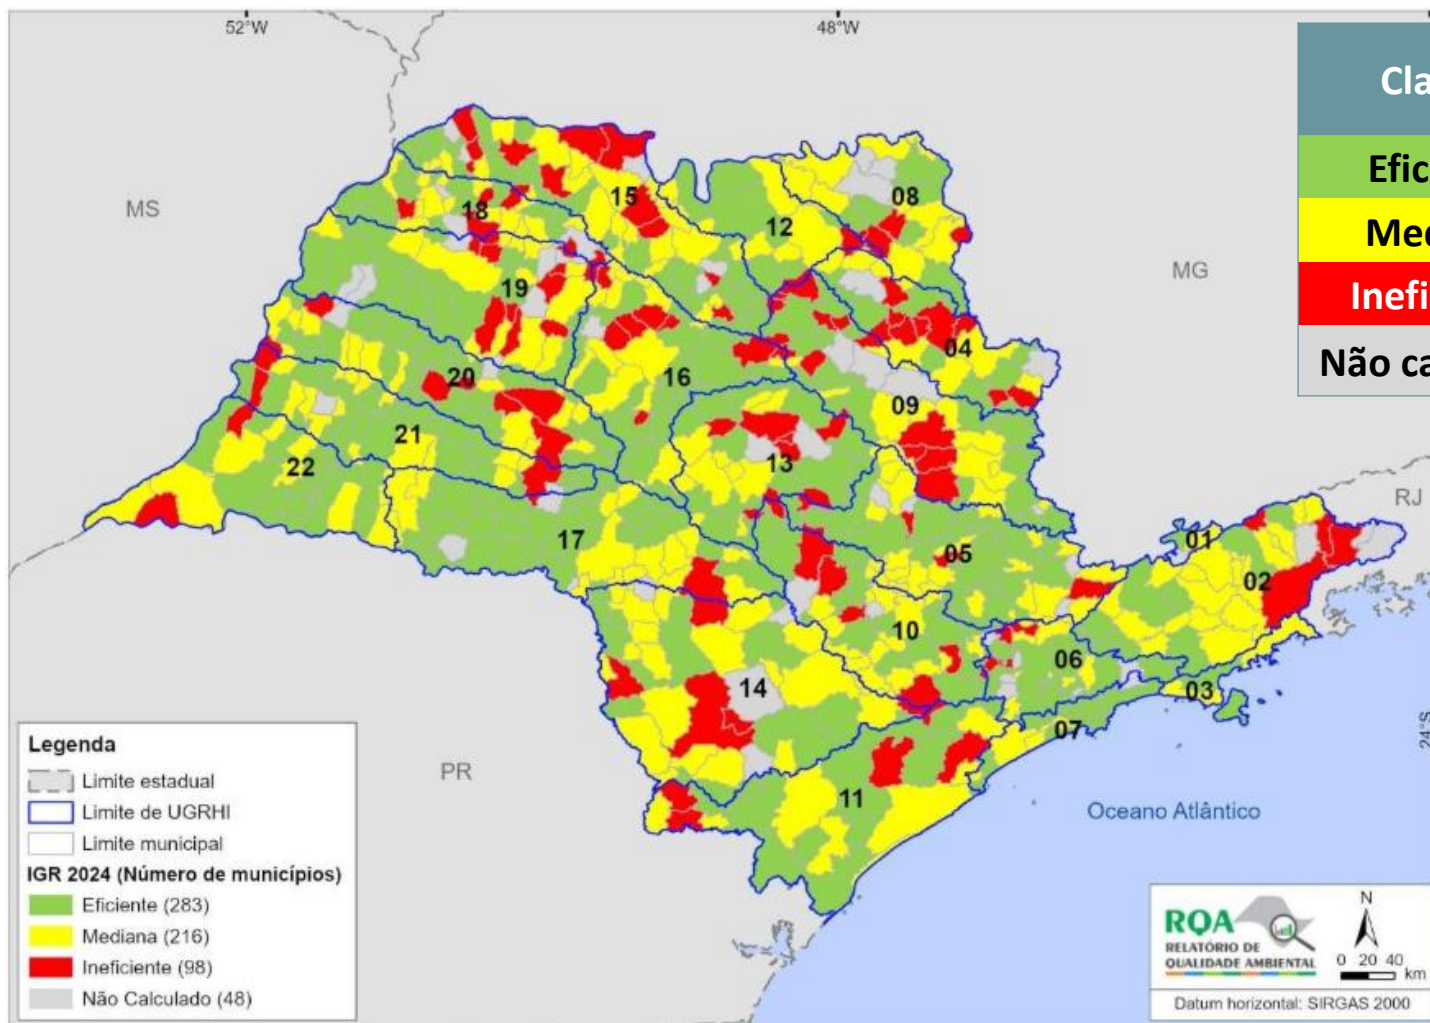 52°W
48°W
Cla
Efic
Med
Inefi
Não ca
MS
MG
RJ
PR
24°S
08
15
18
12
19
04
20
16
09
21
13
22
17
05
01
02
10
06
14
03
07
11
Oceano Atlântico
Legenda
Limite estadual
Limite de UGRHI
Limite municipal
IGR 2024 (Número de municípios)
Eficiente (283)
Mediana (216)
Ineficiente (98)
Não Calculado (48)
RQA
RELATÓRIO DE
QUALIDADE AMBIENTAL
N
0 20 40
km
Datum horizontal: SIRGAS 2000